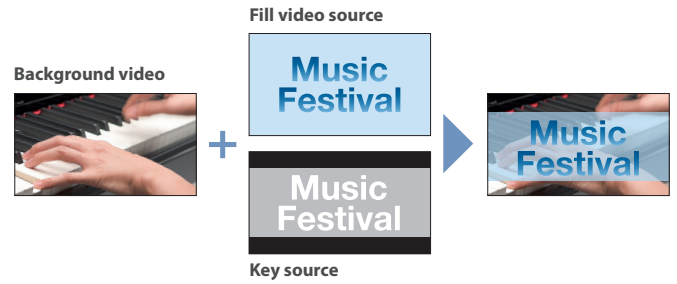 Fill video source
Background video
Music
Festival
Music
Festival
Music
Festival
Key source